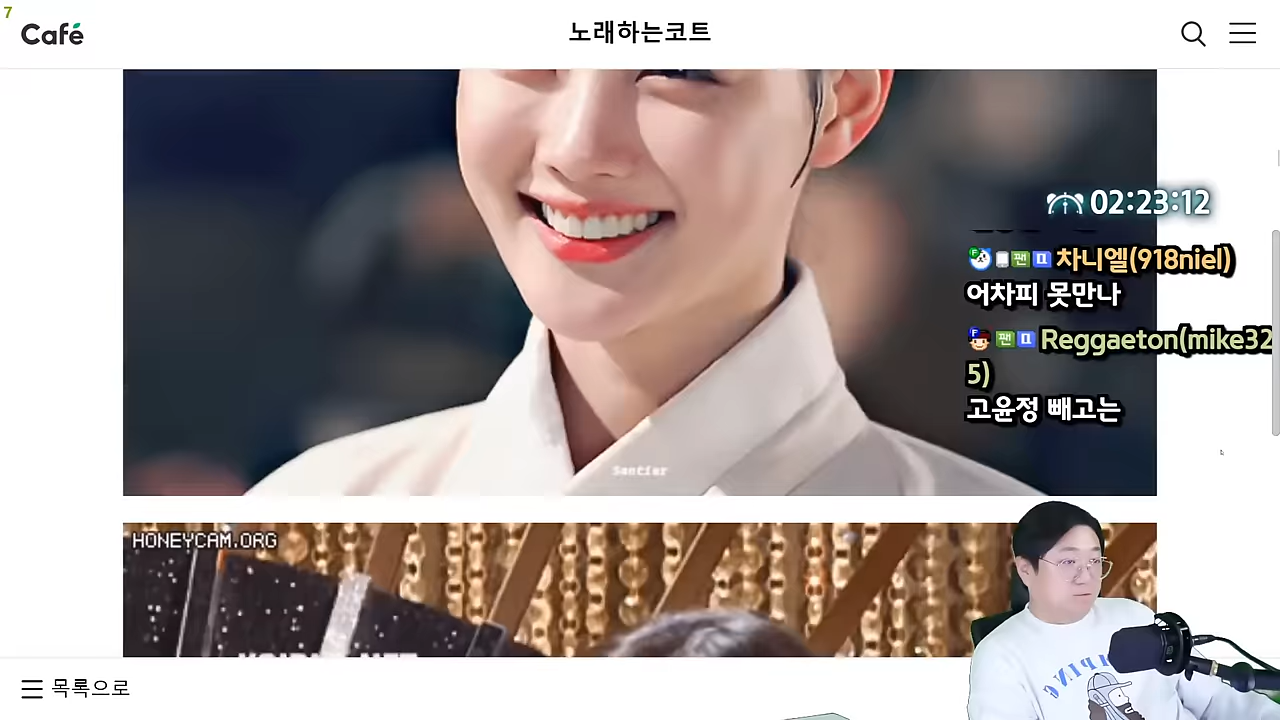 7
Café
노래하는코트
02:23:12
차니엘(918niel)
어차피 못만나
Reggaeton(mike32
5)
고윤정 빼고는
HONEYCAM.ORG
목록으로